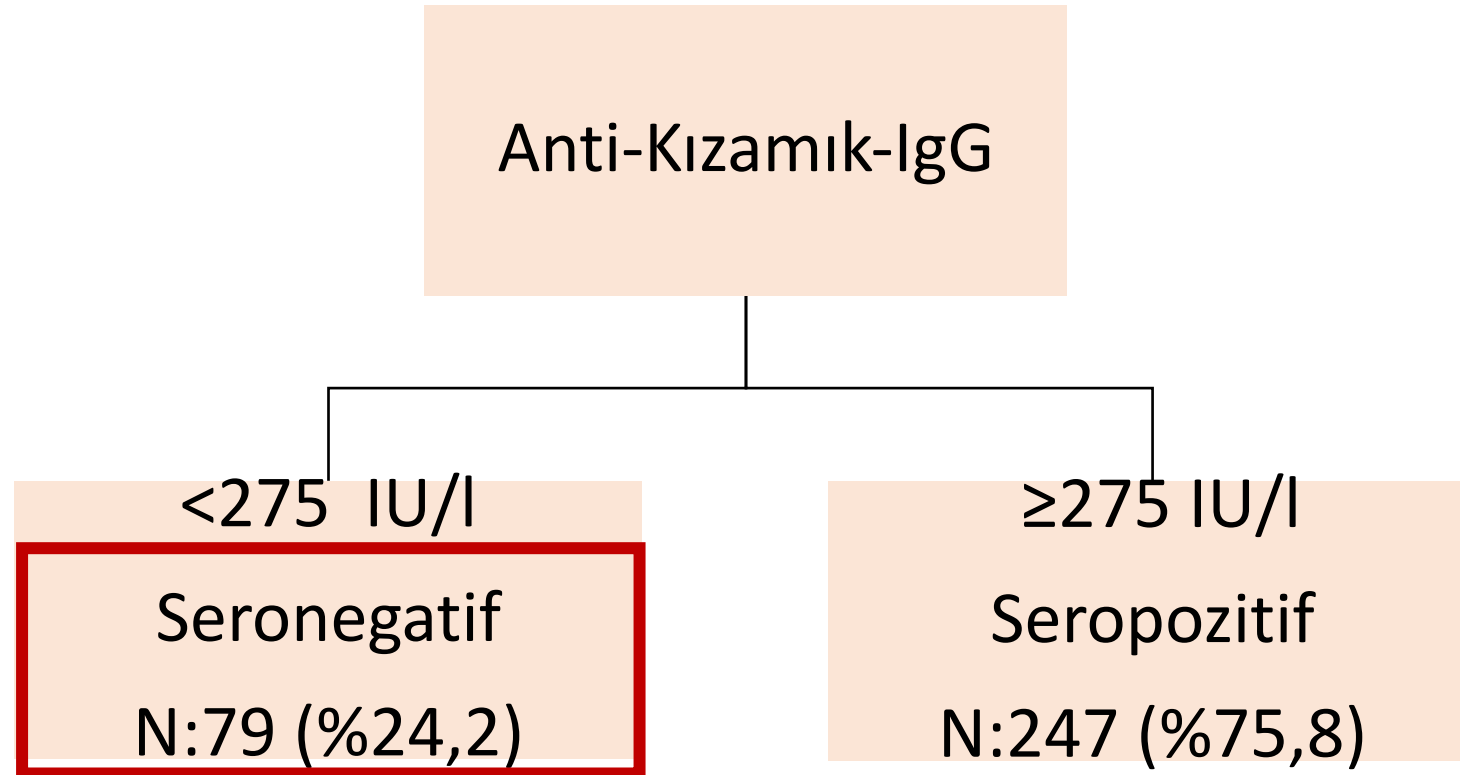 Anti-Kızamık-IgG
<275 IU/l
Seronegatif
N:79 (%24,2)
≥275 IU/l
Seropozitif
N:247 (%75,8)